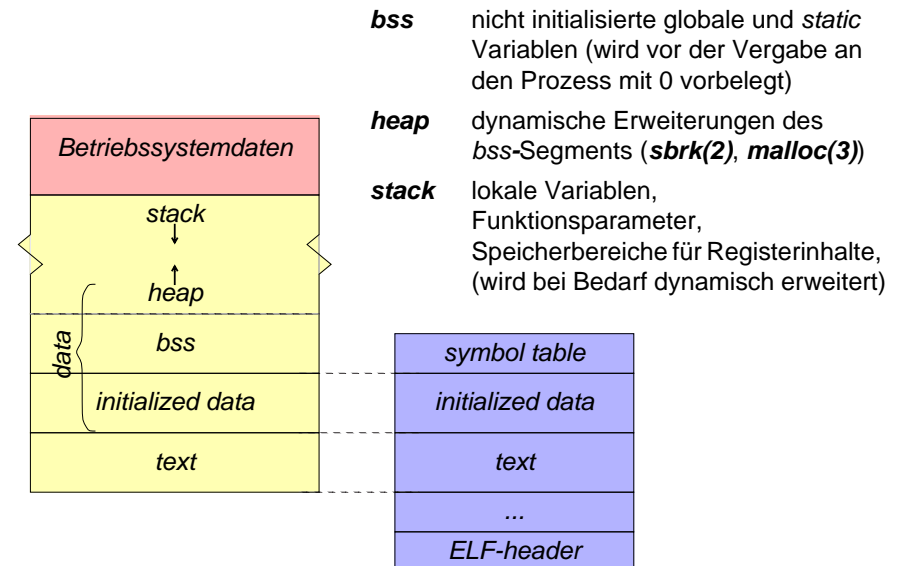 bss nicht initialisierte globale und static
Variablen (wird vor der Vergabe an
den Prozess mit 0 vorbelegt)
heap dynamische Erweiterungen des
bss-Segments (sbrk(2), malloc(3))
stack lokale Variablen,
Funktionsparameter,
Speicherbereiche für Registerinhalte,
(wird bei Bedarf dynamisch erweitert)
Betriebssystemdaten
stack
heap
data
bss
initialized data
text
symbol table
initialized data
text
...
ELF-header